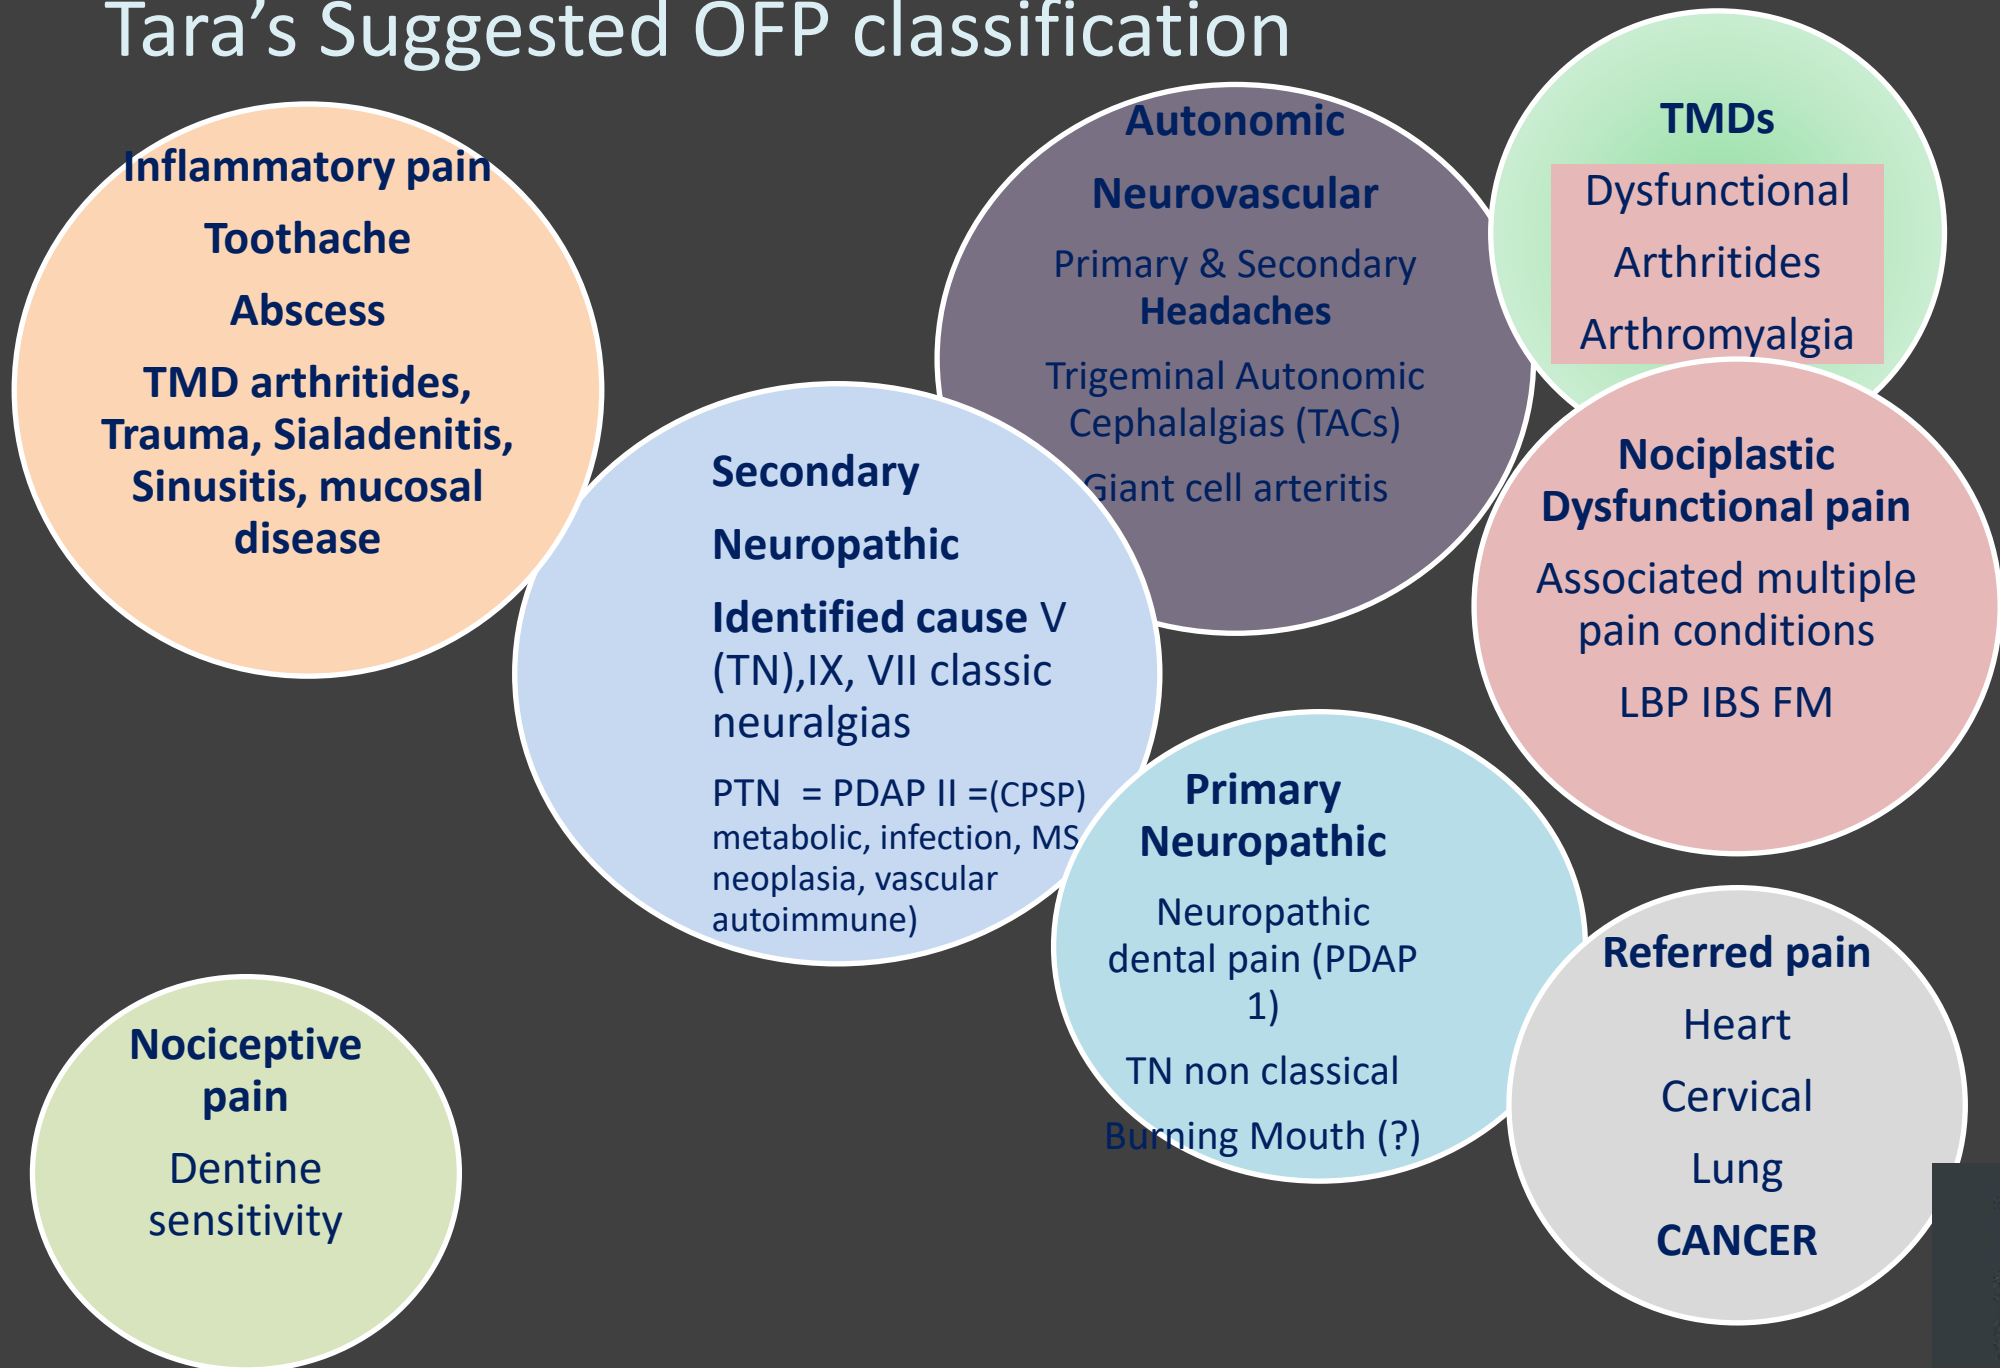 Tara's Suggested OFP classification
Inflammatory pain
Toothache
Abscess
TMD arthritides,
Trauma, Sialadenitis,
Sinusitis, mucosal
disease
Autonomic
Neurovascular
Primary & Secondary
Headaches
Trigeminal Autonomic
Cephalalgias (TACs)
Giant cell arteritis
TMDs
Dysfunctional
Arthritides
Arthromyalgia
Secondary
Neuropathic
Identified cause V
(TN),IX, VII classic
neuralgias
PTN = PDAP II =(CPSP)
metabolic, infection, MS
neoplasia, vascular
autoimmune)
Nociplastic
Dysfunctional pain
Associated multiple
pain conditions
LBP IBS FM
Primary
Neuropathic
Neuropathic
dental pain (PDAP
1)
TN non classical
Burning Mouth (?)
Referred pain
Heart
Cervical
Lung
CANCER
Nociceptive
pain
Dentine
sensitivity